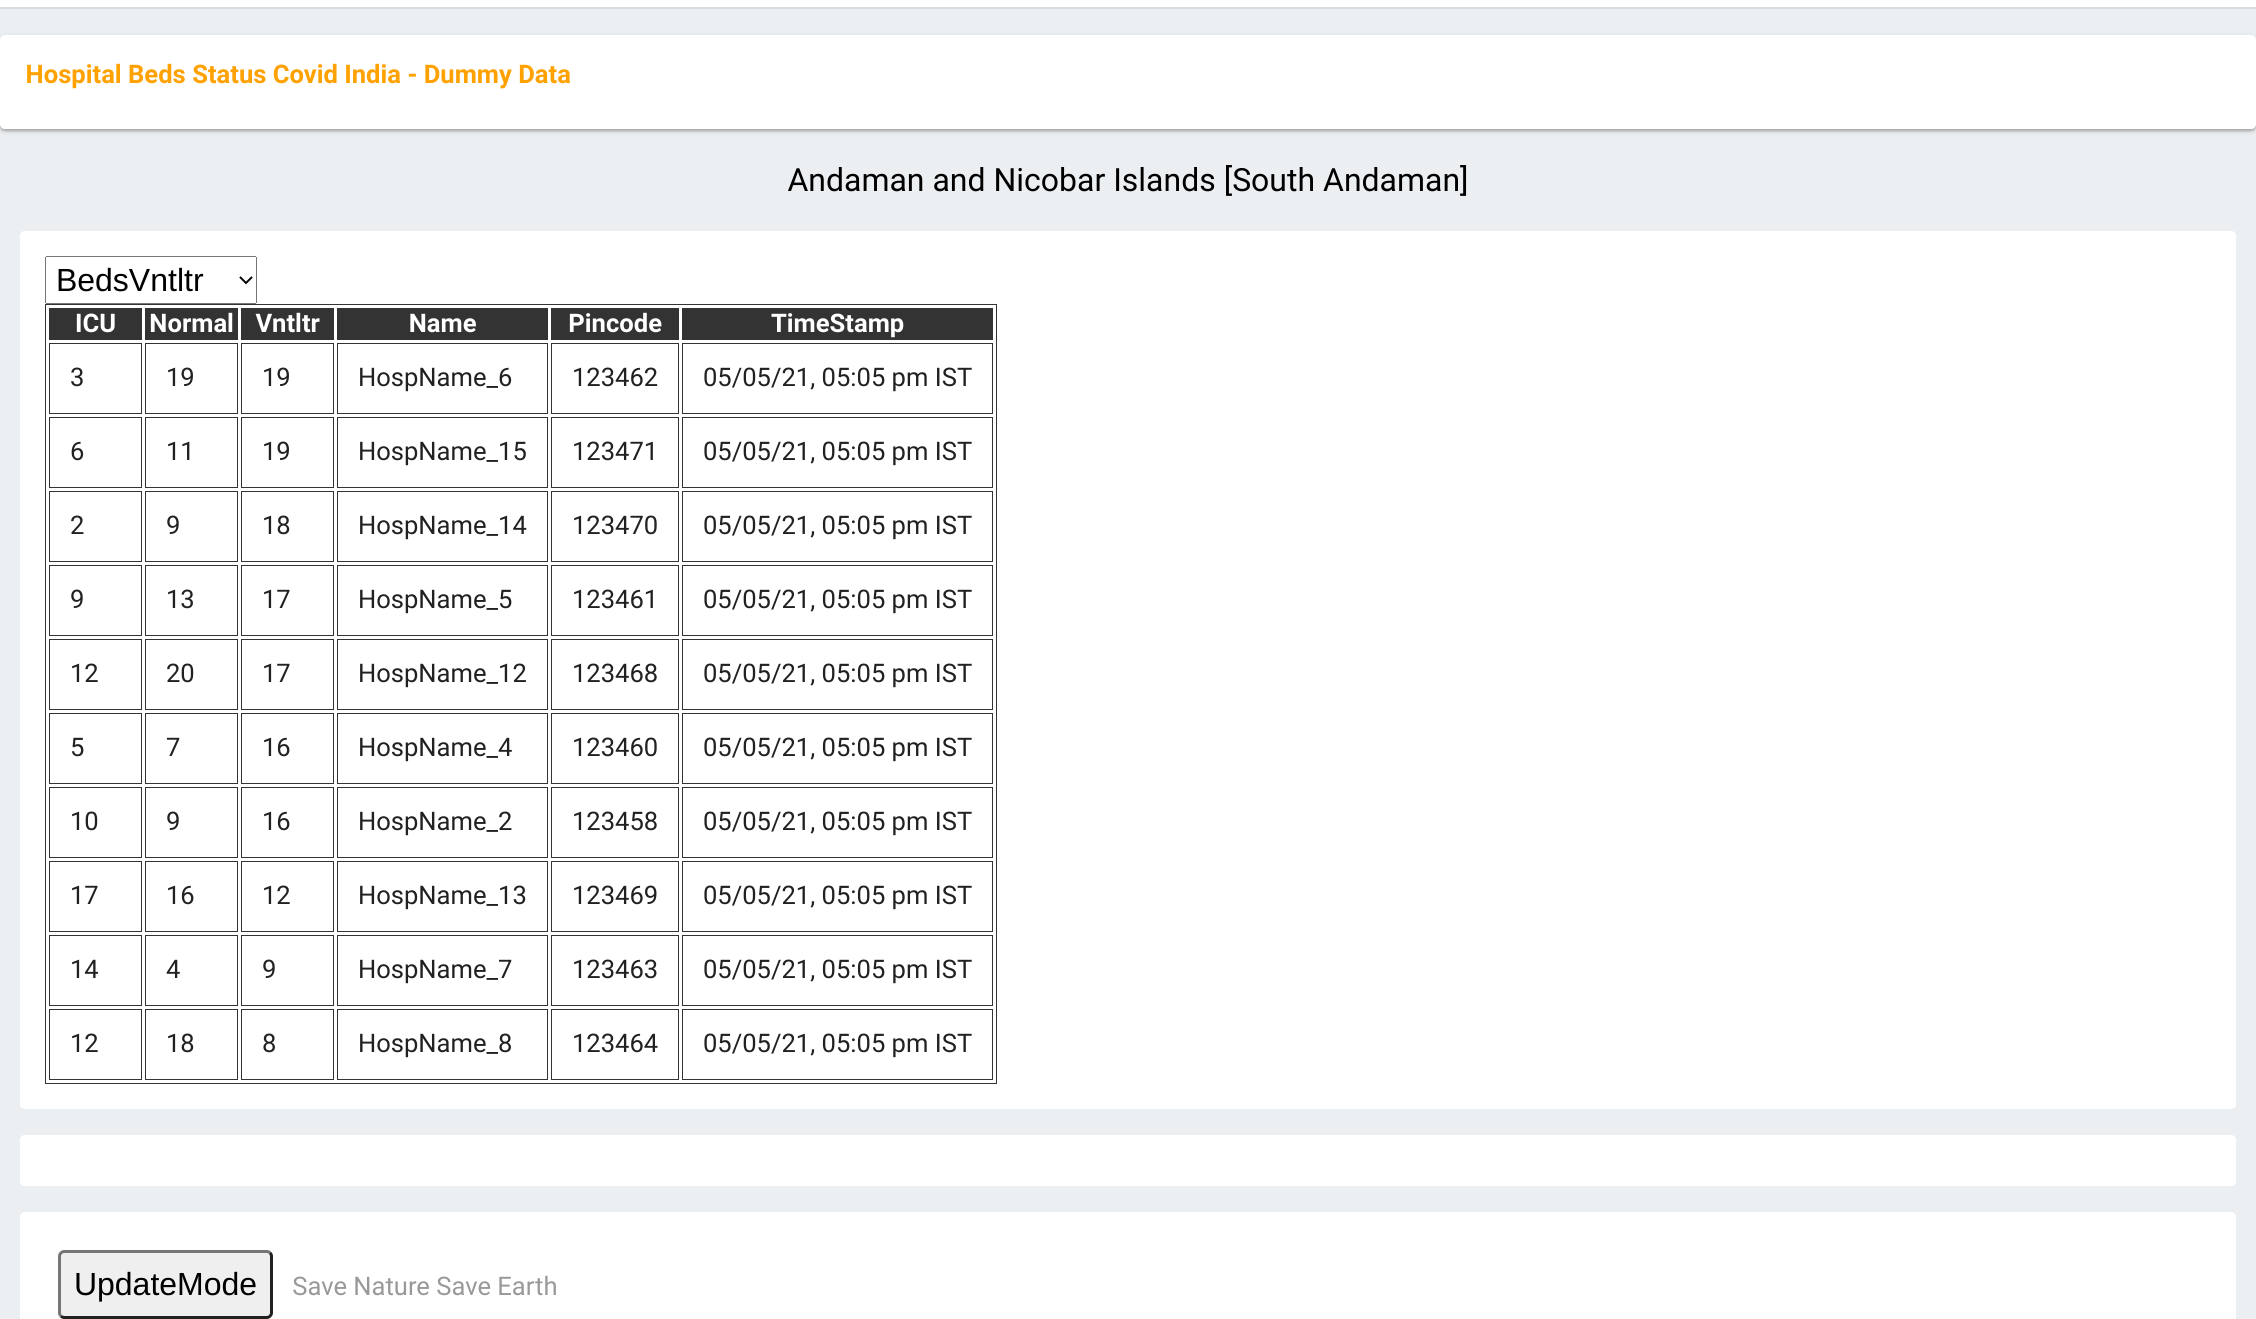 Hospital Beds Status Covid India - Dummy Data
Andaman and Nicobar Islands [South Andaman]
BedsVntltr
ICU Normal Vntltr Name Pincode TimeStamp
3 19 19 HospName_6 123462 05/05/21, 05:05 pm IST
6 11 19 HospName_15 123471 05/05/21, 05:05 pm IST
2 9 18 HospName_14 123470 05/05/21, 05:05 pm IST
9 13 17 HospName_5 123461 05/05/21, 05:05 pm IST
12 20 17 HospName_12 123468 05/05/21, 05:05 pm IST
5 7 16 HospName_4 123460 05/05/21, 05:05 pm IST
10 9 16 HospName_2 123458 05/05/21, 05:05 pm IST
17 16 12 HospName_13 123469 05/05/21, 05:05 pm IST
14 4 9 HospName_7 123463 05/05/21, 05:05 pm IST
12 18 8 HospName_8 123464 05/05/21, 05:05 pm IST
UpdateMode Save Nature Save Earth